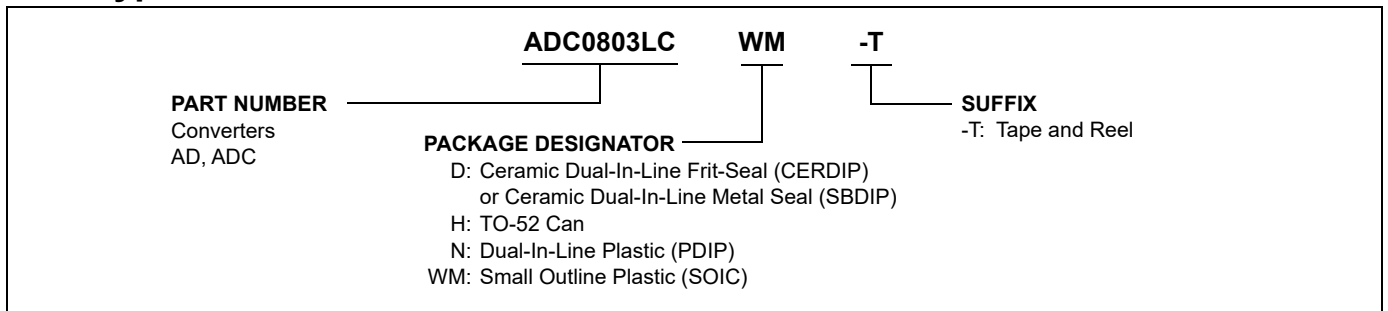 ADC0803LC WM -T
PART NUMBER
Converters
AD, ADC
PACKAGE DESIGNATOR
D: Ceramic Dual-In-Line Frit-Seal (CERDIP)
or Ceramic Dual-In-Line Metal Seal (SBDIP)
H: TO-52 Can
N: Dual-In-Line Plastic (PDIP)
WM: Small Outline Plastic (SOIC)
SUFFIX
-T: Tape and Reel